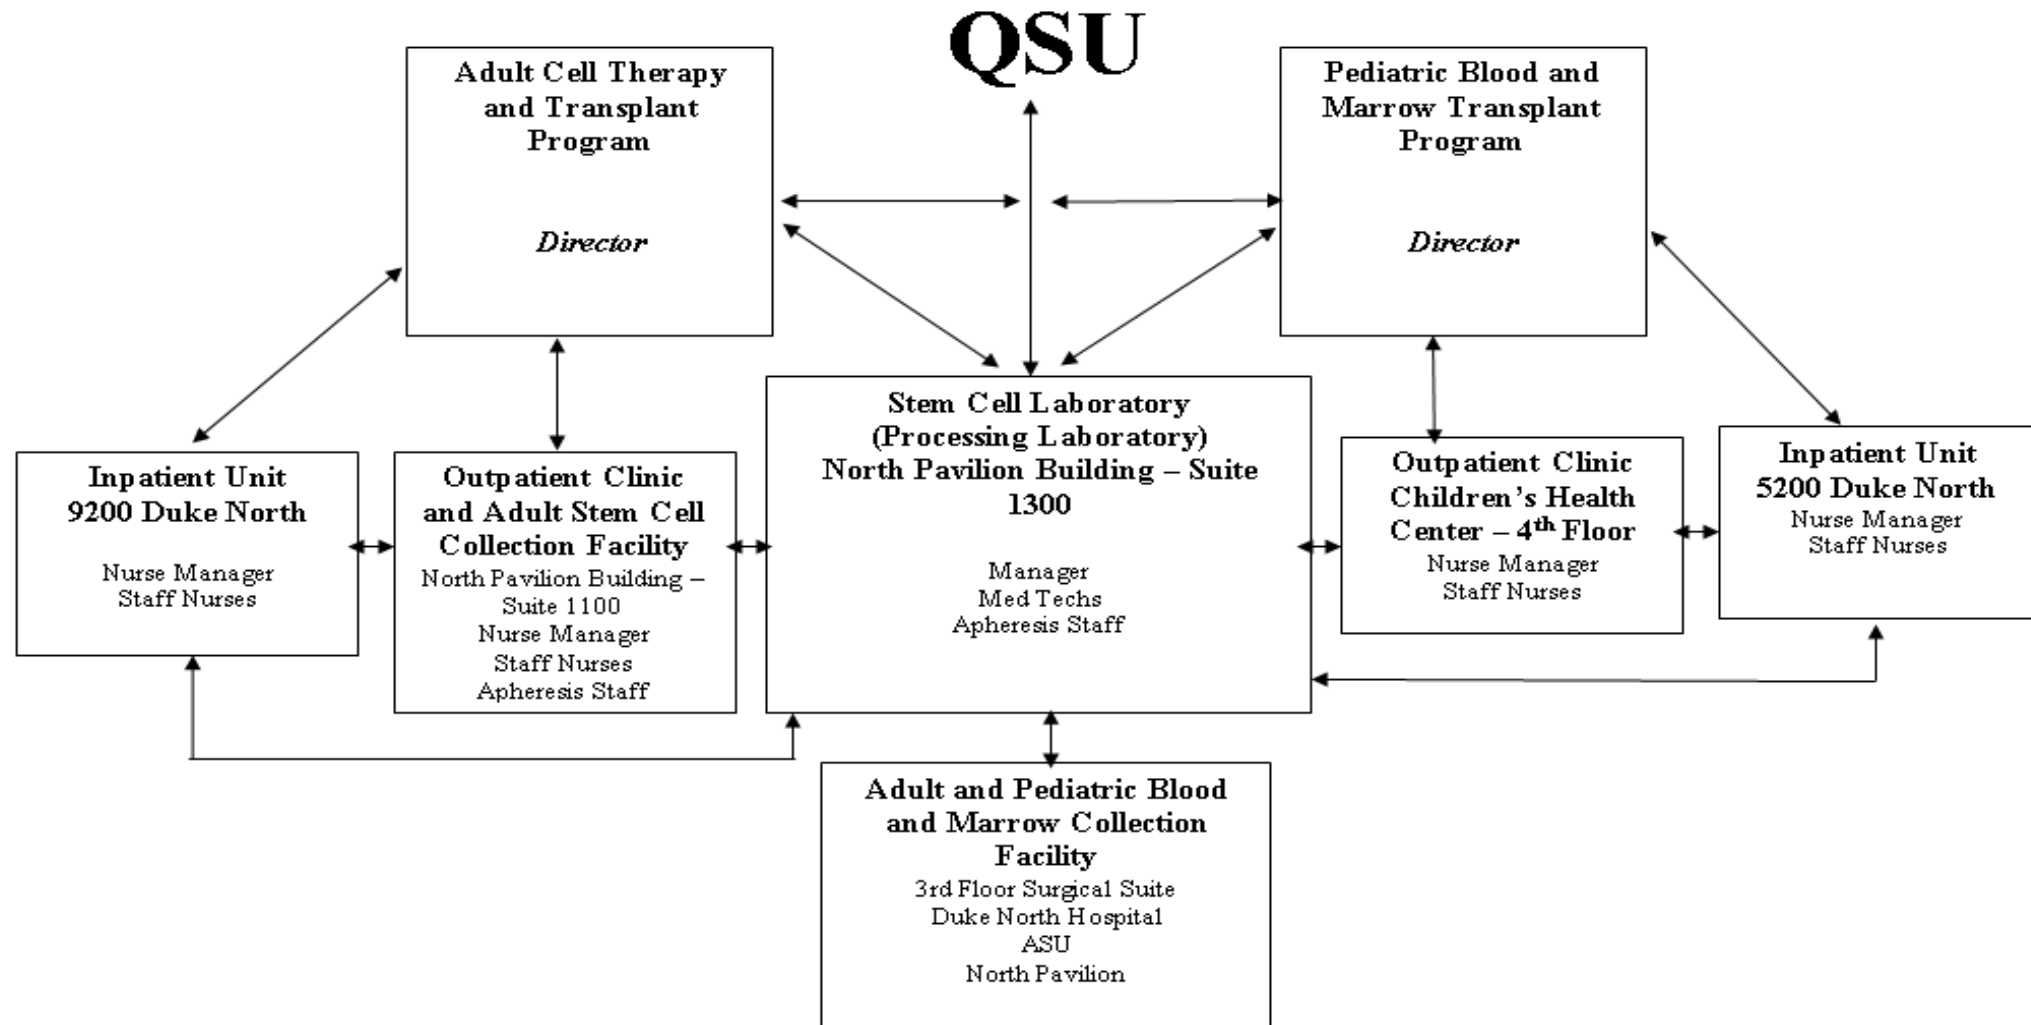 QSU
Adult Cell Therapy
and Transplant
Program
Director
Pediatric Blood and
Marrow Transplant
Program
Director
Inpatient Unit
9200 Duke North
Nurse Manager
Staff Nurses
Outpatient Clinic
and Adult Stem Cell
Collection Facility
North Pavilion Building –
Suite 1100
Nurse Manager
Staff Nurses
Apheresis Staff
Stem Cell Laboratory
(Processing Laboratory)
North Pavilion Building – Suite
1300
Manager
Med Techs
Apheresis Staff
Outpatient Clinic
Children’s Health
Center – 4th Floor
Nurse Manager
Staff Nurses
Inpatient Unit
5200 Duke North
Nurse Manager
Staff Nurses
Adult and Pediatric Blood
and Marrow Collection
Facility
3rd Floor Surgical Suite
Duke North Hospital
ASU
North Pavilion